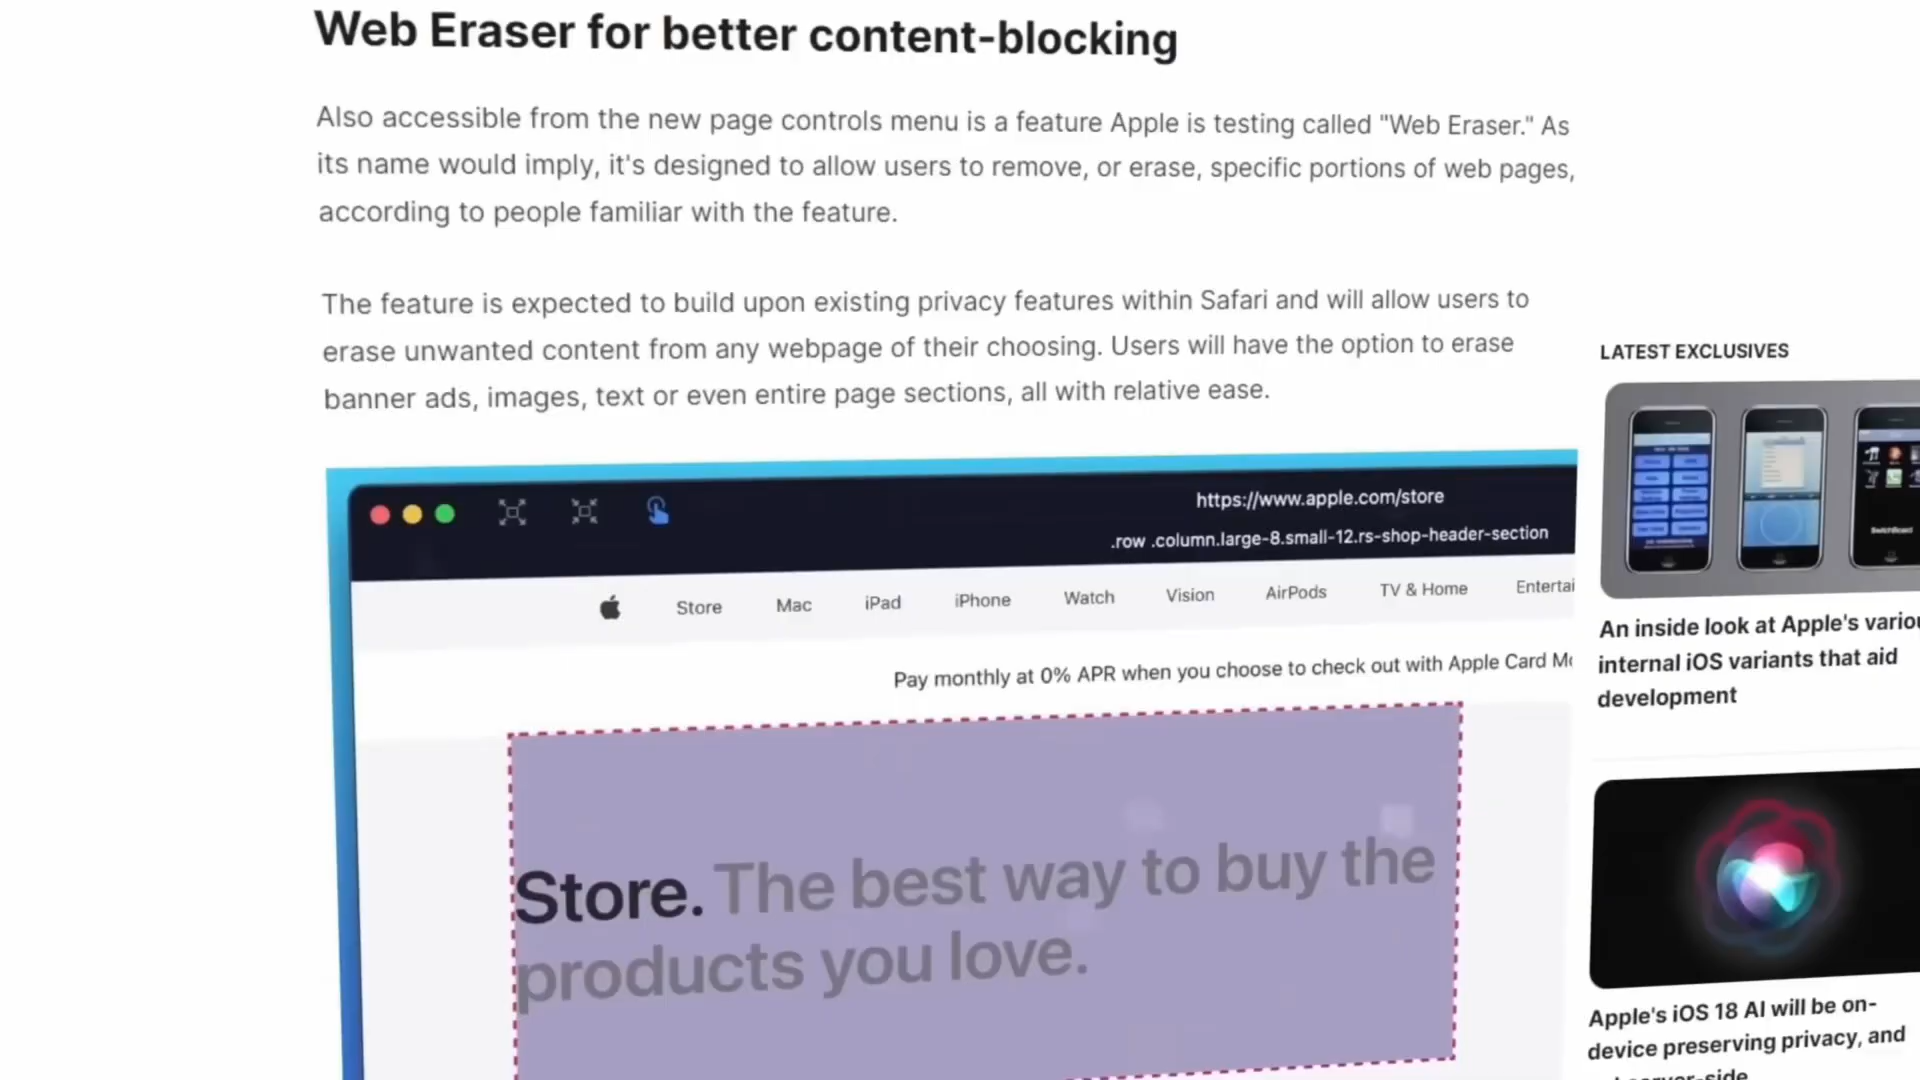 Web Eraser for better content-blocking
Also accessible from the new page controls menu is a feature Apple is testing called "Web Eraser." As
its name would imply, it's designed to allow users to remove, or erase, specific portions of web pages,
according to people familiar with the feature.
The feature is expected to build upon existing privacy features within Safari and will allow users to
erase unwanted content from any webpage of their choosing. Users will have the option to erase
banner ads, images, text or even entire page sections, all with relative ease.
https://www.apple.com/store
.row .column.large-8.small-12.rs-shop-header-section
Store Mac iPad iPhone Watch Vision AirPods TV & Home Entertai
Pay monthly at 0% APR when you choose to check out with Apple Card Mo
Store. The best way to buy the
products you love.
LATEST EXCLUSIVES
SwitchBoard
An inside look at Apple's variou
internal iOS variants that aid
development
Apple's iOS 18 AI will be on-
device preserving privacy, and
server-side